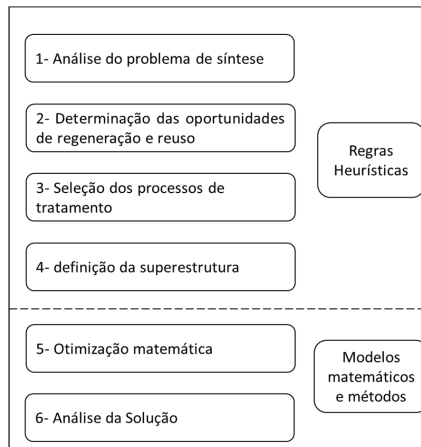 1- Análise do problema de síntese
2- Determinação das oportunidades
de regeneração e reuso
Regras
Heurísticas
3- Seleção dos processos de
tratamento
4- definição da superestrutura
5- Otimização matemática
Modelos
matemáticos
e métodos
6- Análise da Solução